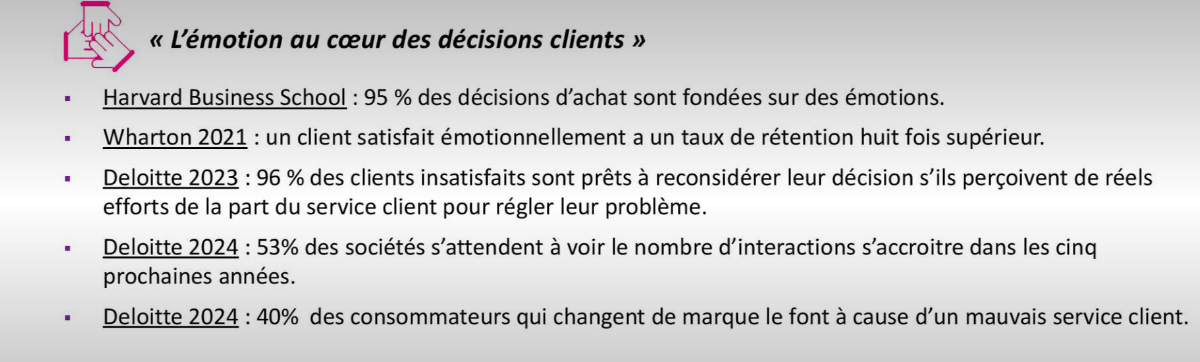 « L’émotion au cœur des décisions clients »
▪ Harvard Business School : 95 % des décisions d’achat sont fondées sur des émotions.
▪ Wharton 2021 : un client satisfait émotionnellement a un taux de rétention huit fois supérieur.
▪ Deloitte 2023 : 96 % des clients insatisfaits sont prêts à reconsidérer leur décision s’ils perçoivent de réels
efforts de la part du service client pour régler leur problème.
▪ Deloitte 2024 : 53% des sociétés s’attendent à voir le nombre d’interactions s’accroitre dans les cinq
prochaines années.
▪ Deloitte 2024 : 40%  des consommateurs qui changent de marque le font à cause d’un mauvais service client.